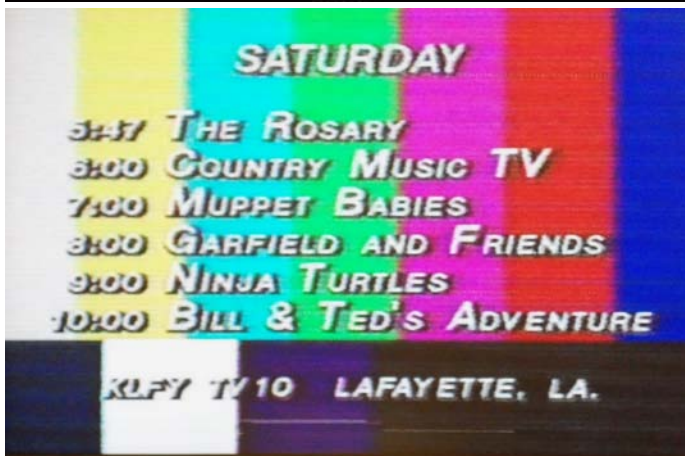 SATURDAY
5:47 THE ROSARY
6:00 COUNTRY MUSIC TV
7:00 MUPPET BABIES
8:00 GARFIELD AND FRIENDS
9:00 NINJA TURTLES
10:00 BILL & TED'S ADVENTURE
KLFY TV10 LAFAYETTE, LA.